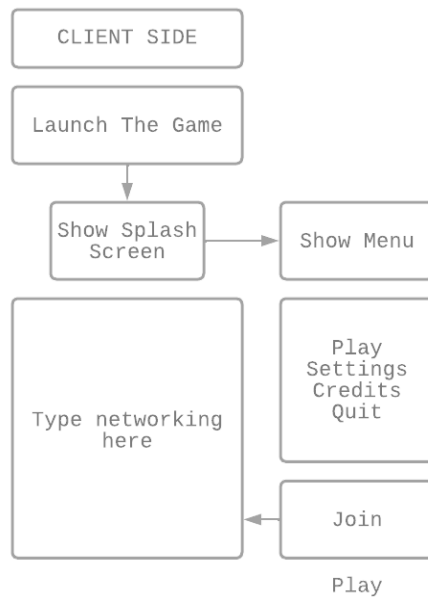 CLIENT SIDE
Launch The Game
Show Splash
Screen
Show Menu
Play
Settings
Credits
Quit
Type networking
here
Join
Play